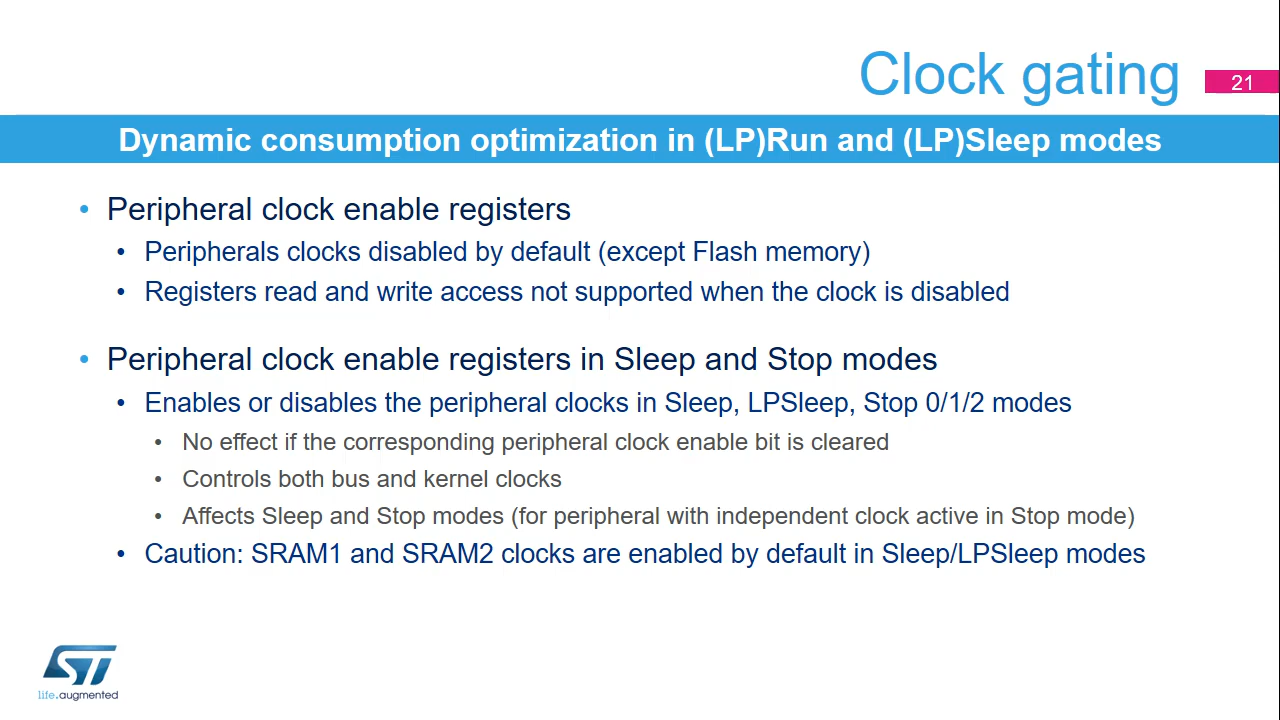 Clock gating
21
Dynamic consumption optimization in (LP)Run and (LP)Sleep modes
• Peripheral clock enable registers
• Peripherals clocks disabled by default (except Flash memory)
• Registers read and write access not supported when the clock is disabled
• Peripheral clock enable registers in Sleep and Stop modes
• Enables or disables the peripheral clocks in Sleep, LPSleep, Stop 0/1/2 modes
• No effect if the corresponding peripheral clock enable bit is cleared
• Controls both bus and kernel clocks
• Affects Sleep and Stop modes (for peripheral with independent clock active in Stop mode)
• Caution: SRAM1 and SRAM2 clocks are enabled by default in Sleep/LPSleep modes
ST
life.augmented